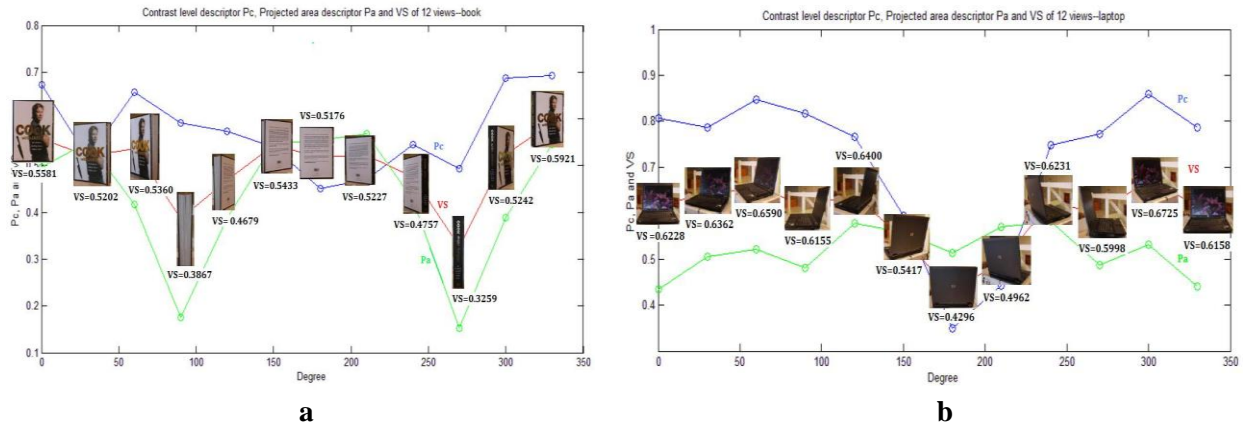 Contrast level descriptor Pc, Projected area descriptor Pa and VS of 12 views--book
0.8
0.7
0.4
0.3
0.2
0.1
Pc, Pa and VS
0
50
100
150
200
250
300
350
Degree
COOK
VS=0.5581
VS=0.5202
VS=0.5360
VS=0.3867
VS=0.4679
VS=0.5433
VS=0.5176
VS=0.5227
VS=0.4757
VS=0.3259
VS=0.5242
VS=0.5921
Pc
VS
Pa
a
Contrast level descriptor Pc, Projected area descriptor Pa and VS of 12 views--laptop
1
0.9
0.8
0.7
0.5
0.4
Pc, Pa and VS
0
50
100
150
200
250
300
350
Degree
VS=0.6228
VS=0.6362
VS=0.6590
VS=0.6155
VS=0.6400
VS=0.5417
VS=0.4296
VS=0.4962
VS=0.6231
VS=0.5998
VS=0.6725
VS=0.6158
Pc
VS
Pa
b